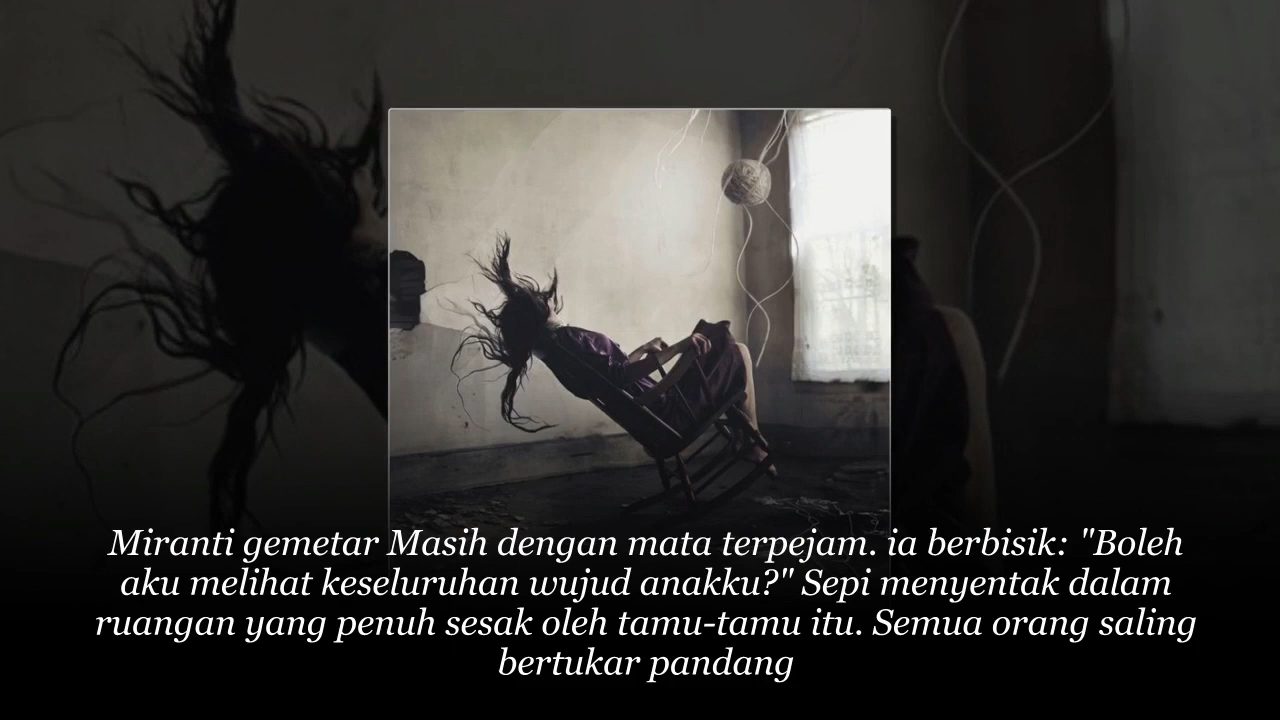 Miranti gemetar Masih dengan mata terpejam. ia berbisik: "Boleh
aku melihat keseluruhan wujud anakku?" Sepi menyentak dalam
ruangan yang penuh sesak oleh tamu-tamu itu. Semua orang saling
bertukar pandang